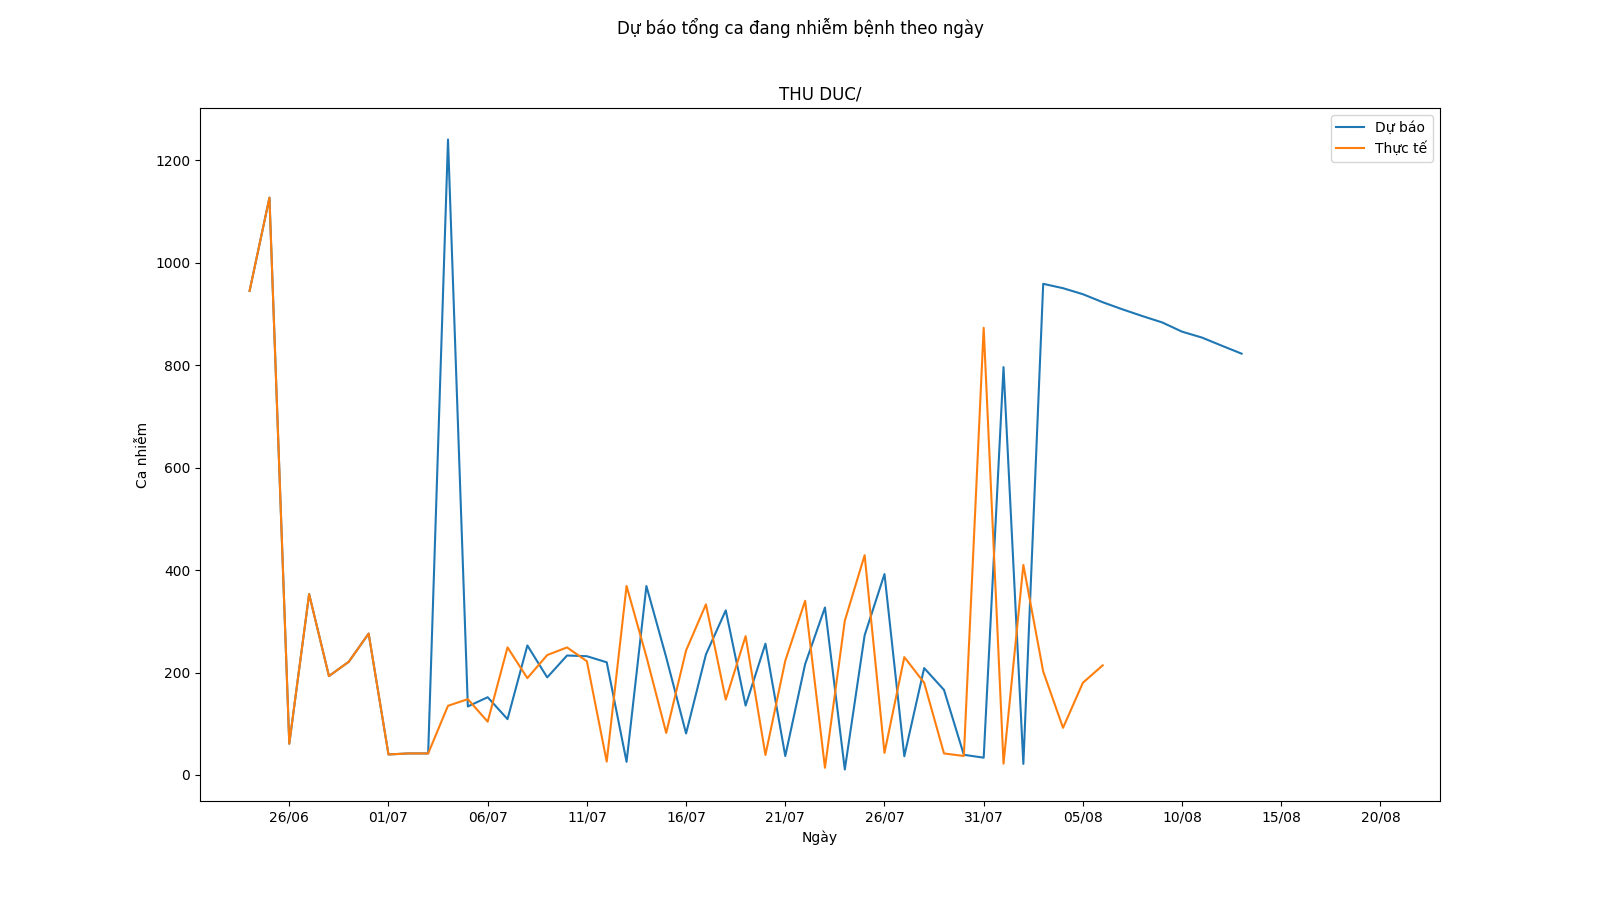 Dự báo tổng ca đang nhiễm bệnh theo ngày
THU DUC/
Dự báo
Thực tế
1200
1000
800
600
400
200
0
Ca nhiễm
26/06 01/07 06/07 11/07 16/07 21/07 26/07 31/07 05/08 10/08 15/08 20/08
Ngày